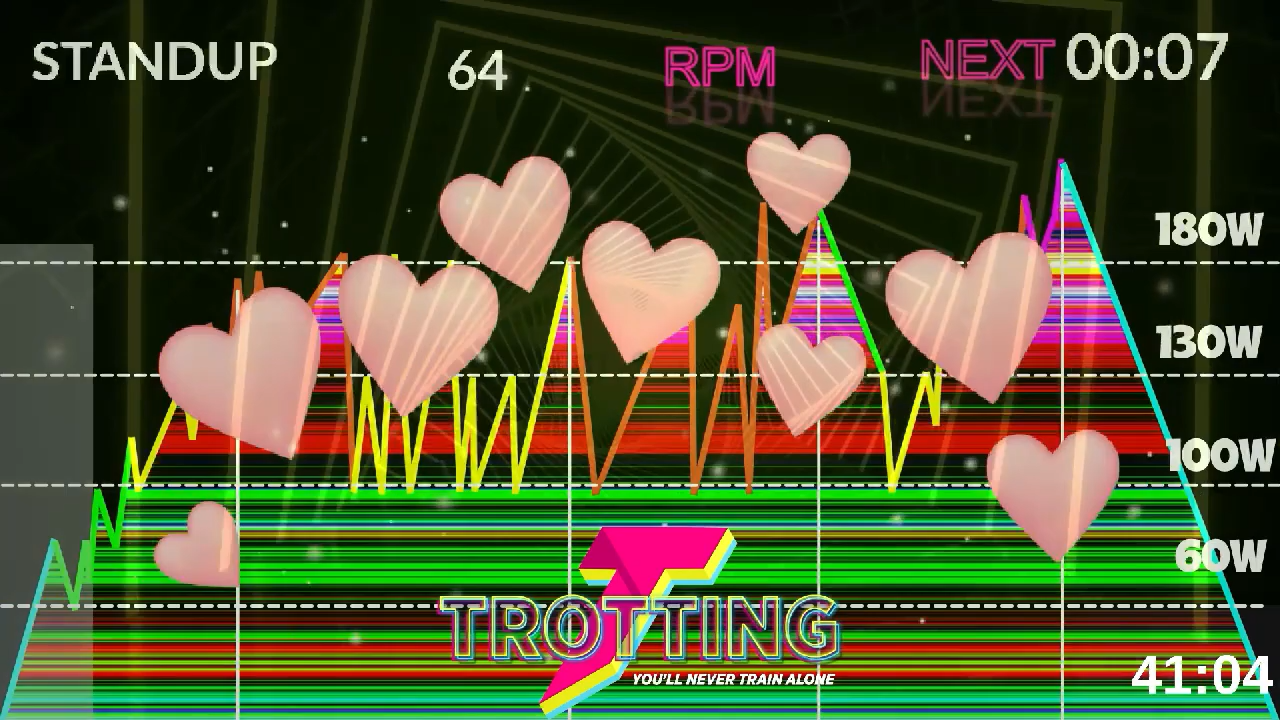 STANDUP 64 RPM NEXT 00:07
180W
130W
100W
60W
TROTTING
YOU'LL NEVER TRAIN ALONE
41:04